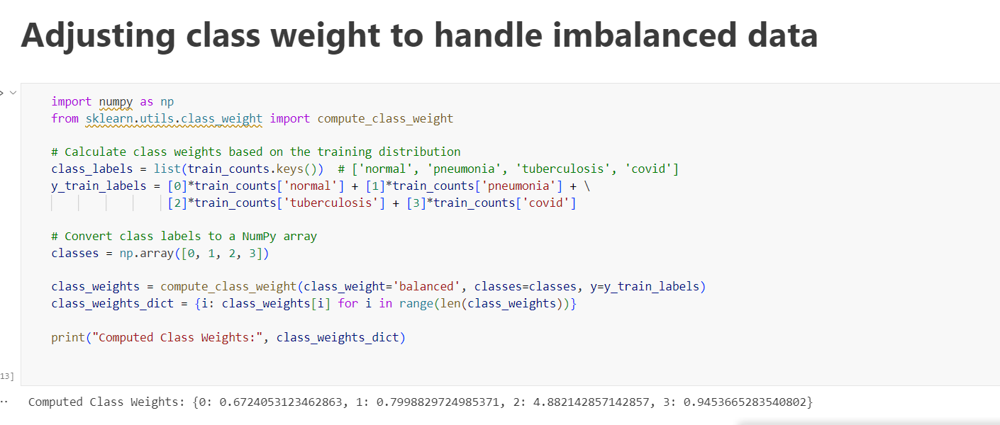 Adjusting class weight to handle imbalanced data
import numpy as np
from sklearn.utils.class_weight import compute_class_weight
# Calculate class weights based on the training distribution
class_labels = list(train_counts.keys())  # ['normal', 'pneumonia', 'tuberculosis', 'covid']
y_train_labels = [0]*train_counts['normal'] + [1]*train_counts['pneumonia'] + \
[2]*train_counts['tuberculosis'] + [3]*train_counts['covid']
# Convert class labels to a NumPy array
classes = np.array([0, 1, 2, 3])
class_weights = compute_class_weight(class_weight='balanced', classes=classes, y=y_train_labels)
class_weights_dict = {i: class_weights[i] for i in range(len(class_weights))}
print("Computed Class Weights:", class_weights_dict)
13]
Computed Class Weights: {0: 0.6724053123462863, 1: 0.7998829724985371, 2: 4.882142857142857, 3: 0.9453665283540802}